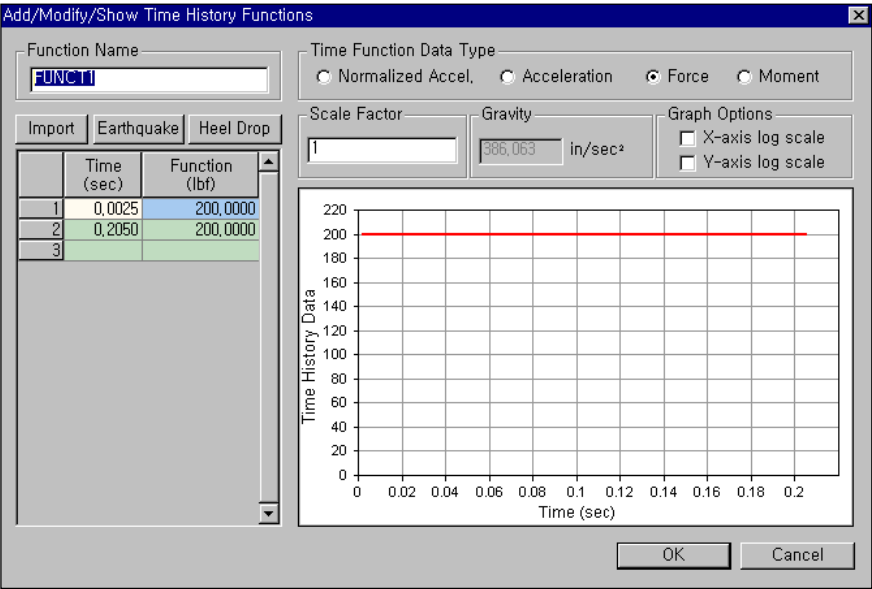 Add/Modify/Show Time History Functions
Function Name
FUNCT1
Time Function Data Type
Normalized Accel.
Acceleration
Force
Moment
Import
Earthquake
Heel Drop
Scale Factor
1
Gravity
386,063
in/sec²
Graph Options
X-axis log scale
Y-axis log scale
Time (sec)
Function (lbf)
1 0,0025 200,0000
2 0,2050 200,0000
3
Time History Data
220
200
180
160
140
120
100
80
60
40
20
0
0 0.02 0.04 0.06 0.08 0.1 0.12 0.14 0.16 0.18 0.2
Time (sec)
OK
Cancel